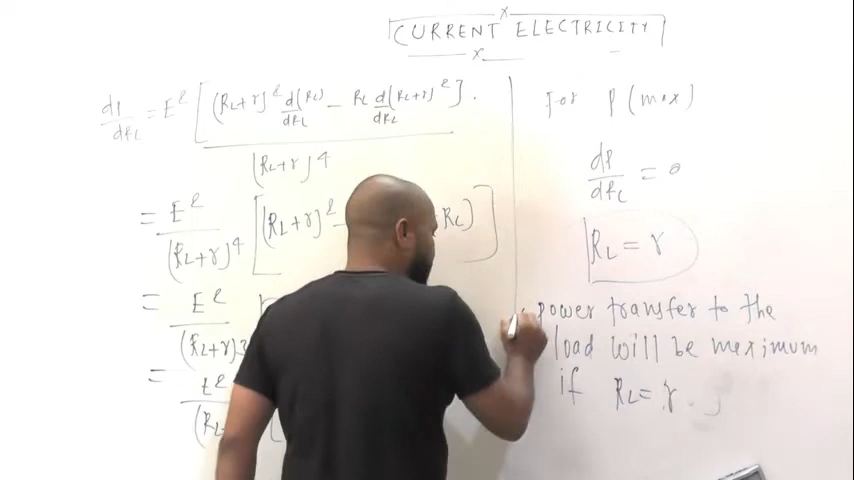 CURRENT ELECTRICITY
dP/dRL = E² [ (RL+r)² d(RL)/dRL – RL d/dRL (RL+r)² ] .
(RL+r)4
= E²/(RL+r)4 [ (RL+r)² – RL) ]
= E²/(RL+r)3
= E²
For P (max)
dP/dRL = 0
RL = r
power transfer to the
load will be maximum
if RL = r .